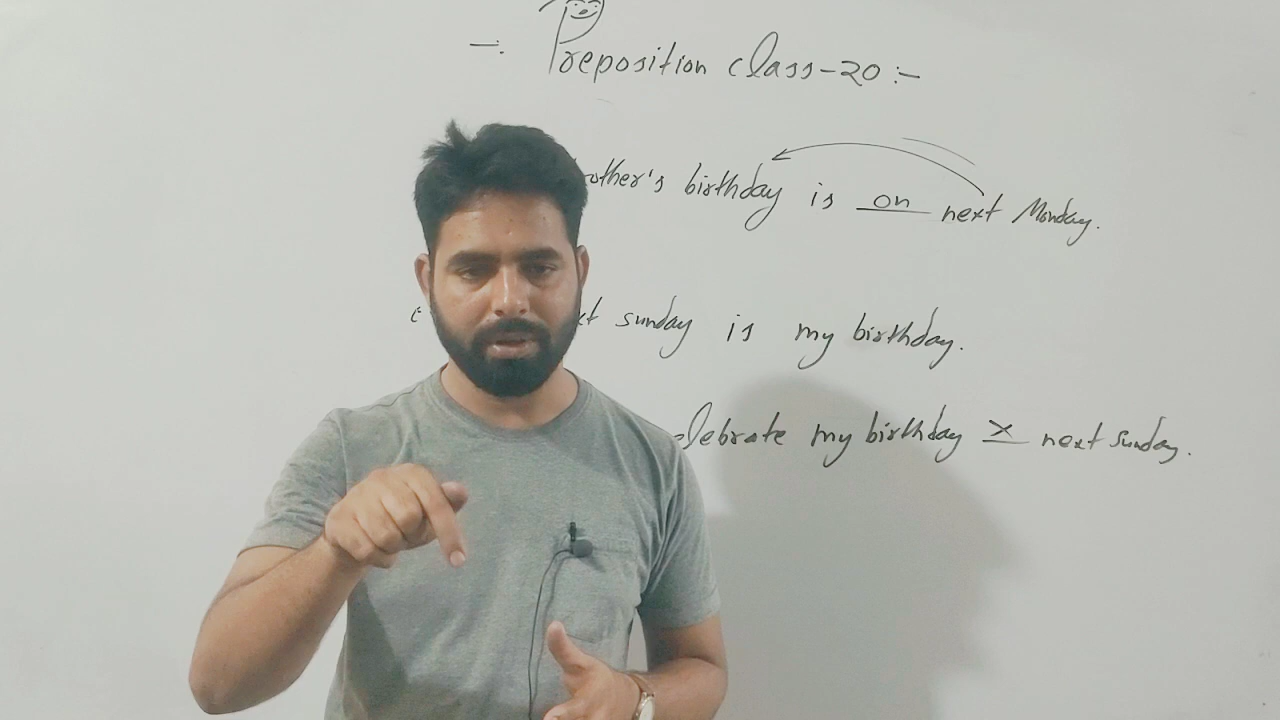 -: Preposition class-20 :-
other's birthday is on next Monday.
sunday is my birthday.
elebrate my birthday × next sunday.